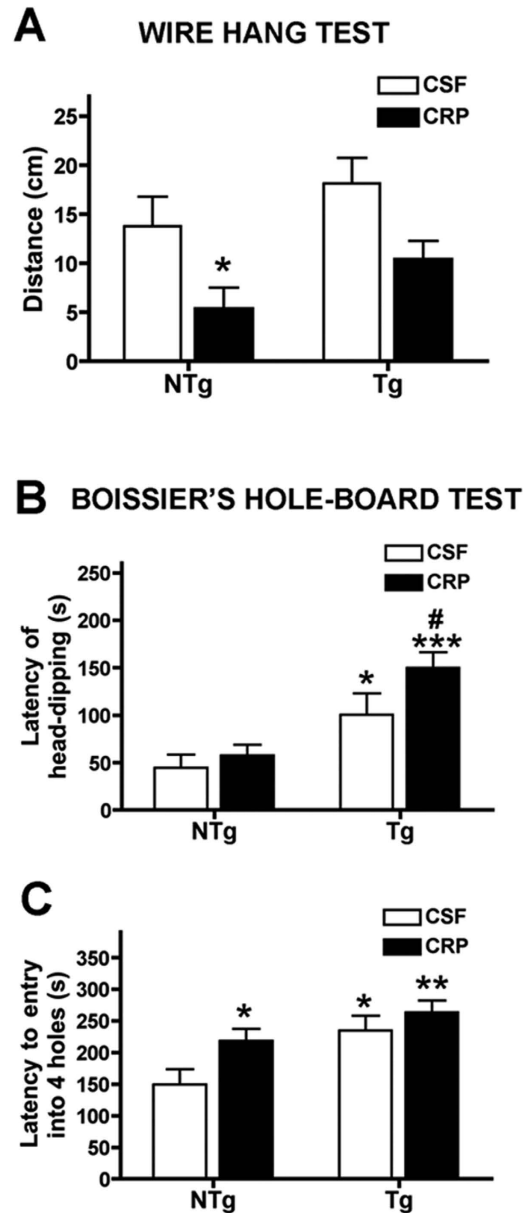 A WIRE HANG TEST
CSF
CRP
Distance (cm)
25
20
15
10
5
0
*
NTg Tg
B BOISSIER'S HOLE-BOARD TEST
CSF
CRP
Latency of
head-dipping (s)
250
200
150
100
50
0
#
* ***
NTg Tg
C
CSF
CRP
Latency to entry
into 4 holes (s)
350
300
250
200
150
100
50
0
* * **
NTg Tg